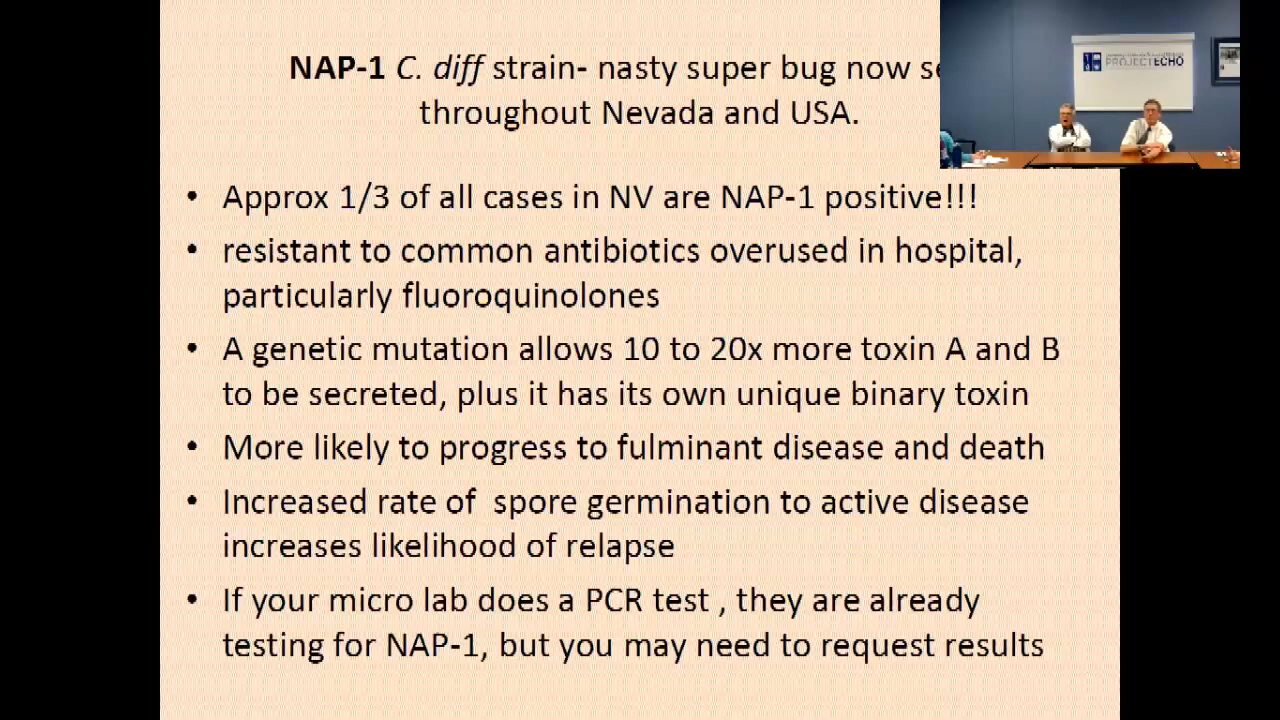 NAP-1 C. diff strain- nasty super bug now
throughout Nevada and USA.
PROJECT ECHO
• Approx 1/3 of all cases in NV are NAP-1 positive!!!
• resistant to common antibiotics overused in hospital,
particularly fluoroquinolones
• A genetic mutation allows 10 to 20x more toxin A and B
to be secreted, plus it has its own unique binary toxin
• More likely to progress to fulminant disease and death
• Increased rate of  spore germination to active disease
increases likelihood of relapse
• If your micro lab does a PCR test , they are already
testing for NAP-1, but you may need to request results